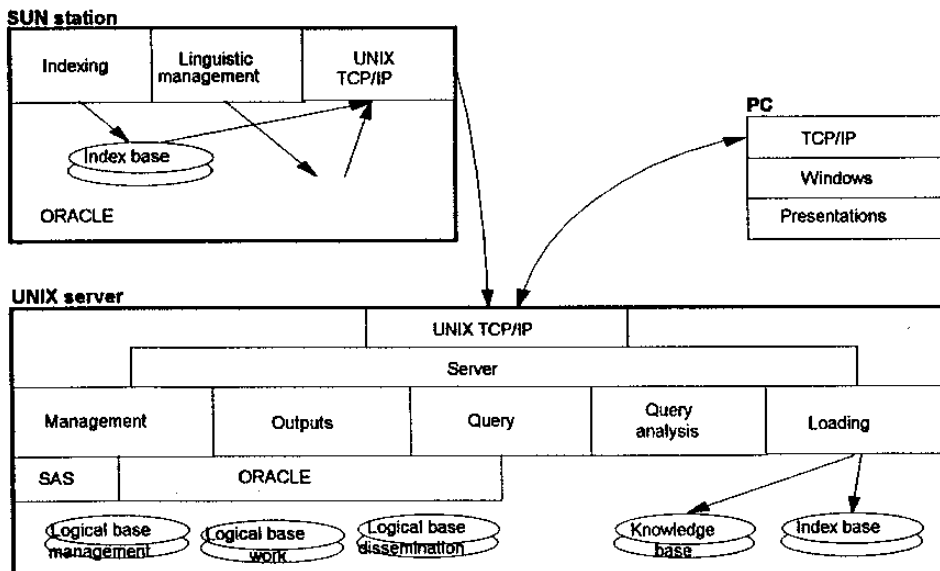 SUN station
Indexing
Linguistic
management
UNIX
TCP/IP
Index base
ORACLE
PC
TCP/IP
Windows
Presentations
UNIX server
UNIX TCP/IP
Server
Management
Outputs
Query
Query
analysis
Loading
SAS
ORACLE
Logical base
management
Logical base
work
Logical base
dissemination
Knowledge
base
Index base